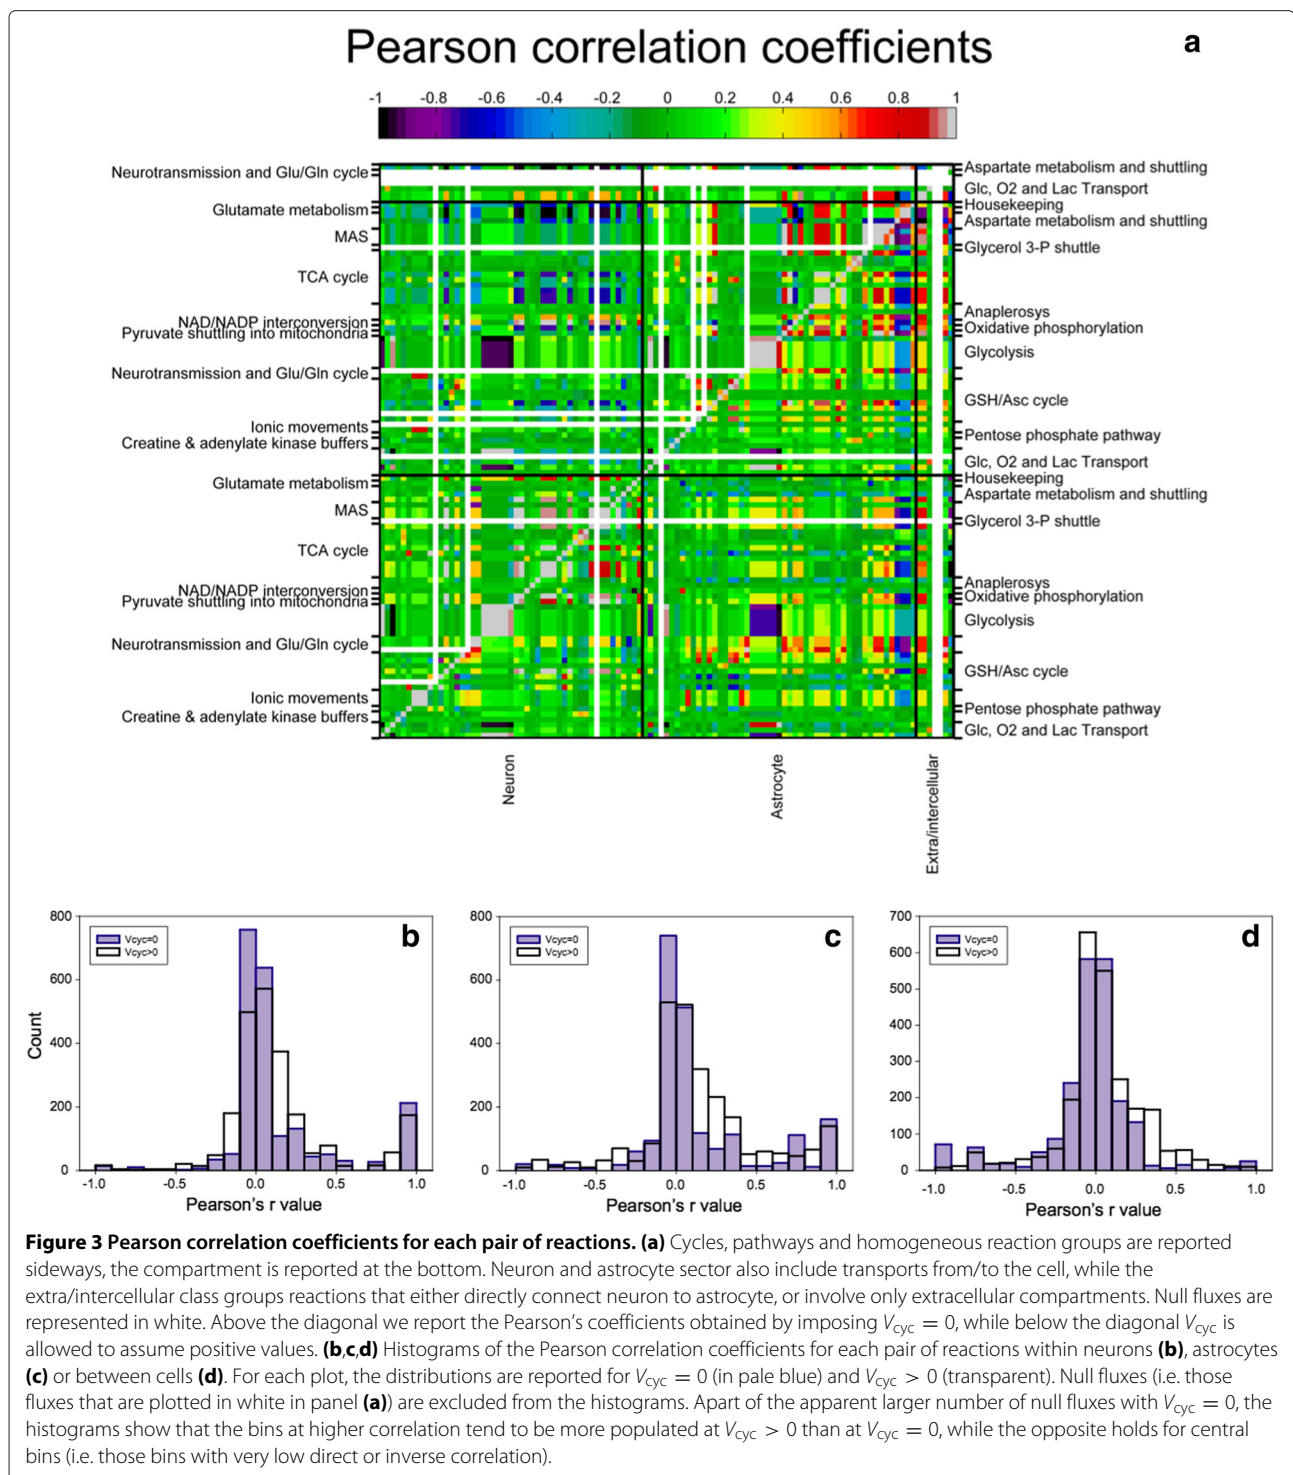 Pearson correlation coefficients
a
-1 -0.8 -0.6 -0.4 -0.2 0 0.2 0.4 0.6 0.8 1
Neurotransmission and Glu/Gln cycle
Glutamate metabolism
MAS
TCA cycle
NAD/NADP interconversion
Pyruvate shuttling into mitochondria
Neurotransmission and Glu/Gln cycle
Ionic movements
Creatine & adenylate kinase buffers
Glutamate metabolism
MAS
TCA cycle
NAD/NADP interconversion
Pyruvate shuttling into mitochondria
Neurotransmission and Glu/Gln cycle
Ionic movements
Creatine & adenylate kinase buffers
Aspartate metabolism and shuttling
Glc, O2 and Lac Transport
Housekeeping
Aspartate metabolism and shuttling
Glycerol 3-P shuttle
Anaplerosys
Oxidative phosphorylation
Glycolysis
GSH/Asc cycle
Pentose phosphate pathway
Glc, O2 and Lac Transport
Housekeeping
Aspartate metabolism and shuttling
Glycerol 3-P shuttle
Anaplerosys
Oxidative phosphorylation
Glycolysis
GSH/Asc cycle
Pentose phosphate pathway
Glc, O2 and Lac Transport
Neuron
Astrocyte
Extra/intercellular
b
Vcyc=0
Vcyc>0
Count
800
600
400
200
0
-1.0 -0.5 0.0 0.5 1.0
Pearson's r value
c
Vcyc=0
Vcyc>0
800
600
400
200
0
-1.0 -0.5 0.0 0.5 1.0
Pearson's r value
d
Vcyc=0
Vcyc>0
700
600
500
400
300
200
100
0
-1.0 -0.5 0.0 0.5 1.0
Pearson's r value
Figure 3 Pearson correlation coefficients for each pair of reactions. (a) Cycles, pathways and homogeneous reaction groups are reported
sideways, the compartment is reported at the bottom. Neuron and astrocyte sector also include transports from/to the cell, while the
extra/intercellular class groups reactions that either directly connect neuron to astrocyte, or involve only extracellular compartments. Null fluxes are
represented in white. Above the diagonal we report the Pearson's coefficients obtained by imposing Vcyc = 0, while below the diagonal Vcyc is
allowed to assume positive values. (b,c,d) Histograms of the Pearson correlation coefficients for each pair of reactions within neurons (b), astrocytes
(c) or between cells (d). For each plot, the distributions are reported for Vcyc = 0 (in pale blue) and Vcyc > 0 (transparent). Null fluxes (i.e. those
fluxes that are plotted in white in panel (a)) are excluded from the histograms. Apart of the apparent larger number of null fluxes with Vcyc = 0, the
histograms show that the bins at higher correlation tend to be more populated at Vcyc > 0 than at Vcyc = 0, while the opposite holds for central
bins (i.e. those bins with very low direct or inverse correlation).